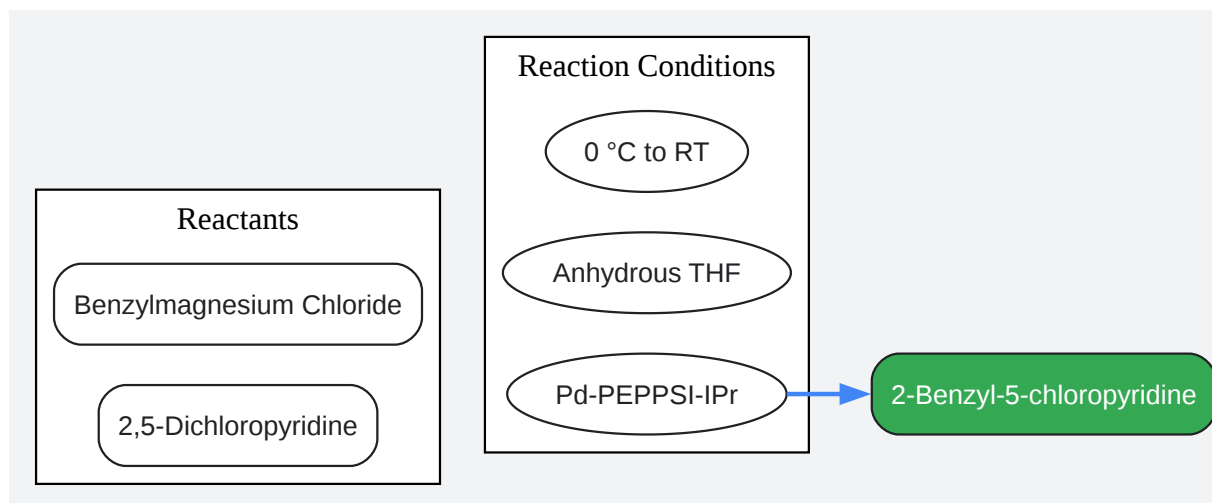 Reactants
Benzylmagnesium Chloride
2,5-Dichloropyridine
Reaction Conditions
0 °C to RT
Anhydrous THF
Pd-PEPPSI-IPr
2-Benzyl-5-chloropyridine